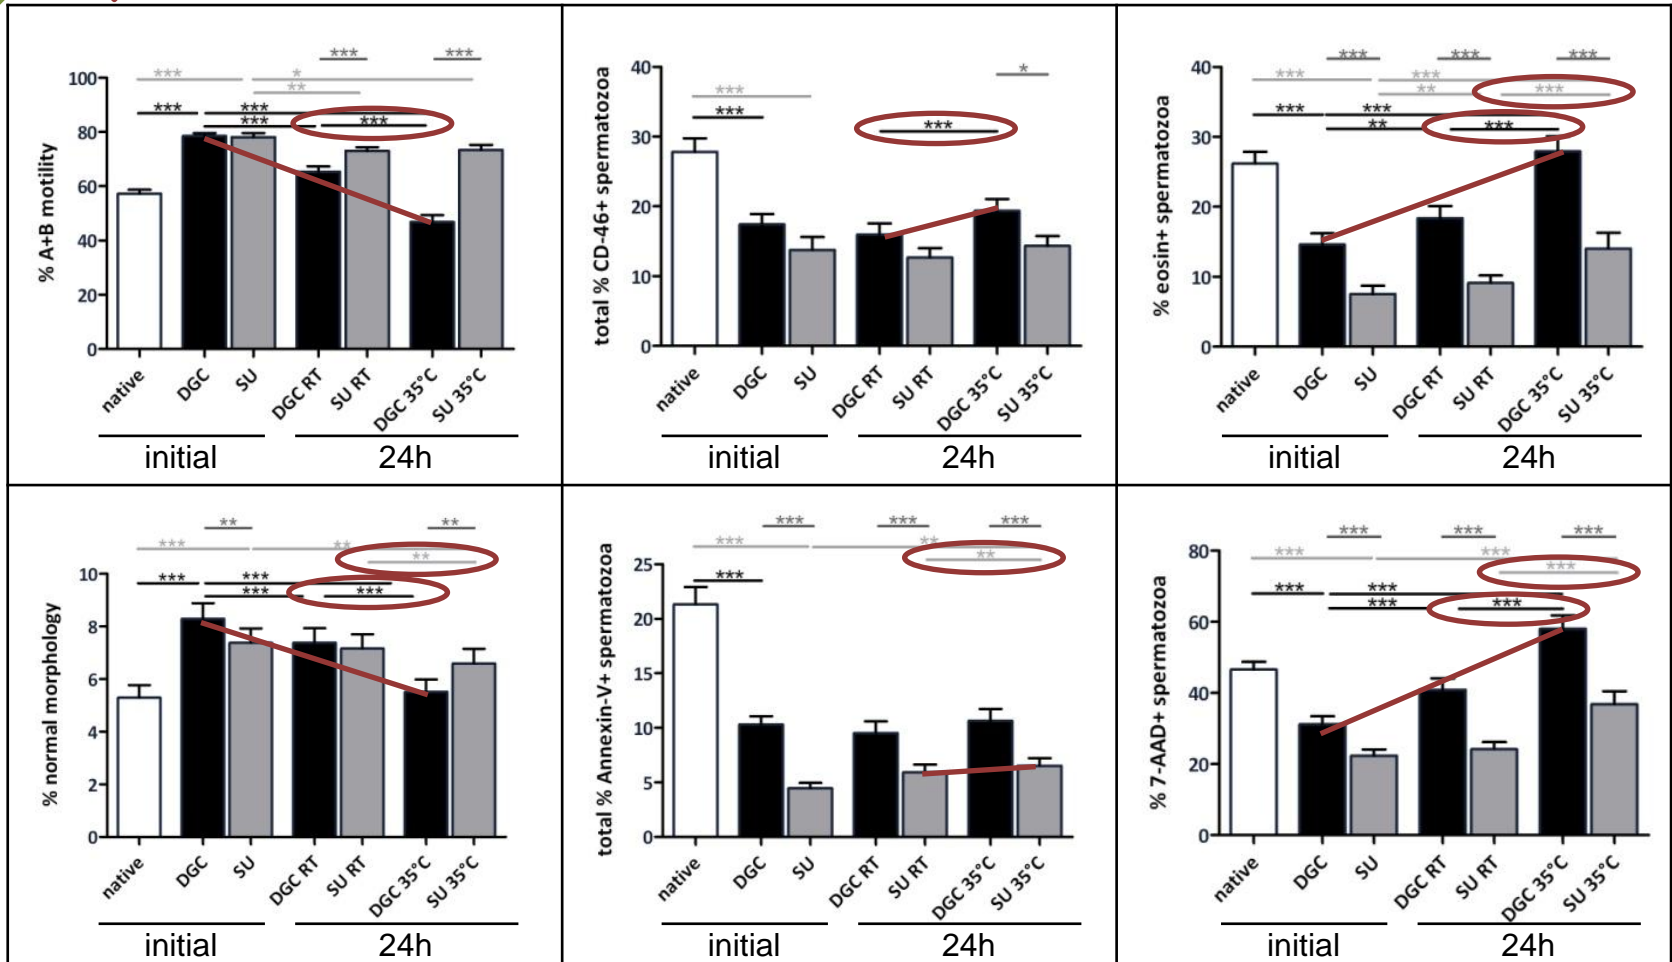 % A+B motility
*** ***
*** *
**
*** ***
*** ***
100
80
60
40
20
0
native DGC SU DGC RT SU RT DGC 35°C SU 35°C
initial 24h
total % CD-46+ spermatozoa
*
***
*** ***
40
30
20
10
0
native DGC SU DGC RT SU RT DGC 35°C SU 35°C
initial 24h
% eosin+ spermatozoa
*** *** ***
*** ***
** ***
*** ***
** ***
40
30
20
10
0
native DGC SU DGC RT SU RT DGC 35°C SU 35°C
initial 24h
% normal morphology
** **
*** **
**
*** ***
*** ***
10
8
6
4
2
0
native DGC SU DGC RT SU RT DGC 35°C SU 35°C
initial 24h
total % Annexin-V+ spermatozoa
*** *** ***
*** **
**
***
25
20
15
10
5
0
native DGC SU DGC RT SU RT DGC 35°C SU 35°C
initial 24h
% 7-AAD+ spermatozoa
*** *** ***
*** ***
***
*** ***
*** ***
80
60
40
20
0
native DGC SU DGC RT SU RT DGC 35°C SU 35°C
initial 24h